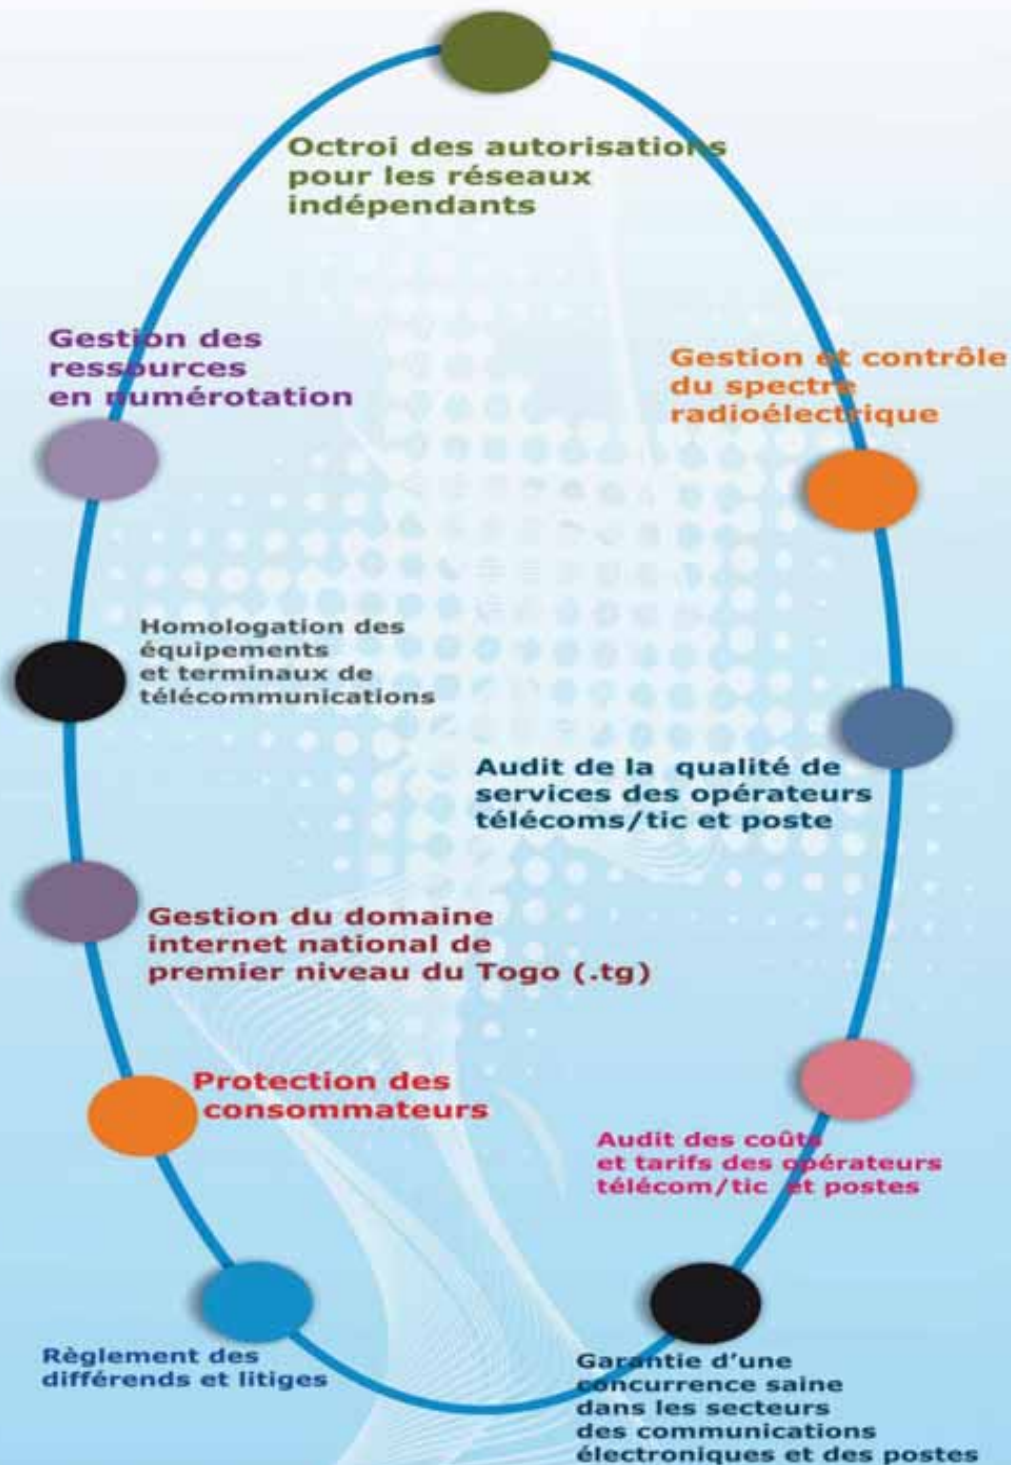 Octroi des autorisations
pour les réseaux
indépendants
Gestion des
ressources
en numérotation
Gestion et contrôle
du spectre
radioélectrique
Homologation des
équipements
et terminaux de
télécommunications
Audit de la qualité de
services des opérateurs
télécoms/tic et poste
Gestion du domaine
internet national de
premier niveau du Togo (.tg)
Protection des
consommateurs
Audit des coûts
et tarifs des opérateurs
télécom/tic et postes
Règlement des
différends et litiges
Garantie d'une
concurrence saine
dans les secteurs
des communications
électroniques et des postes